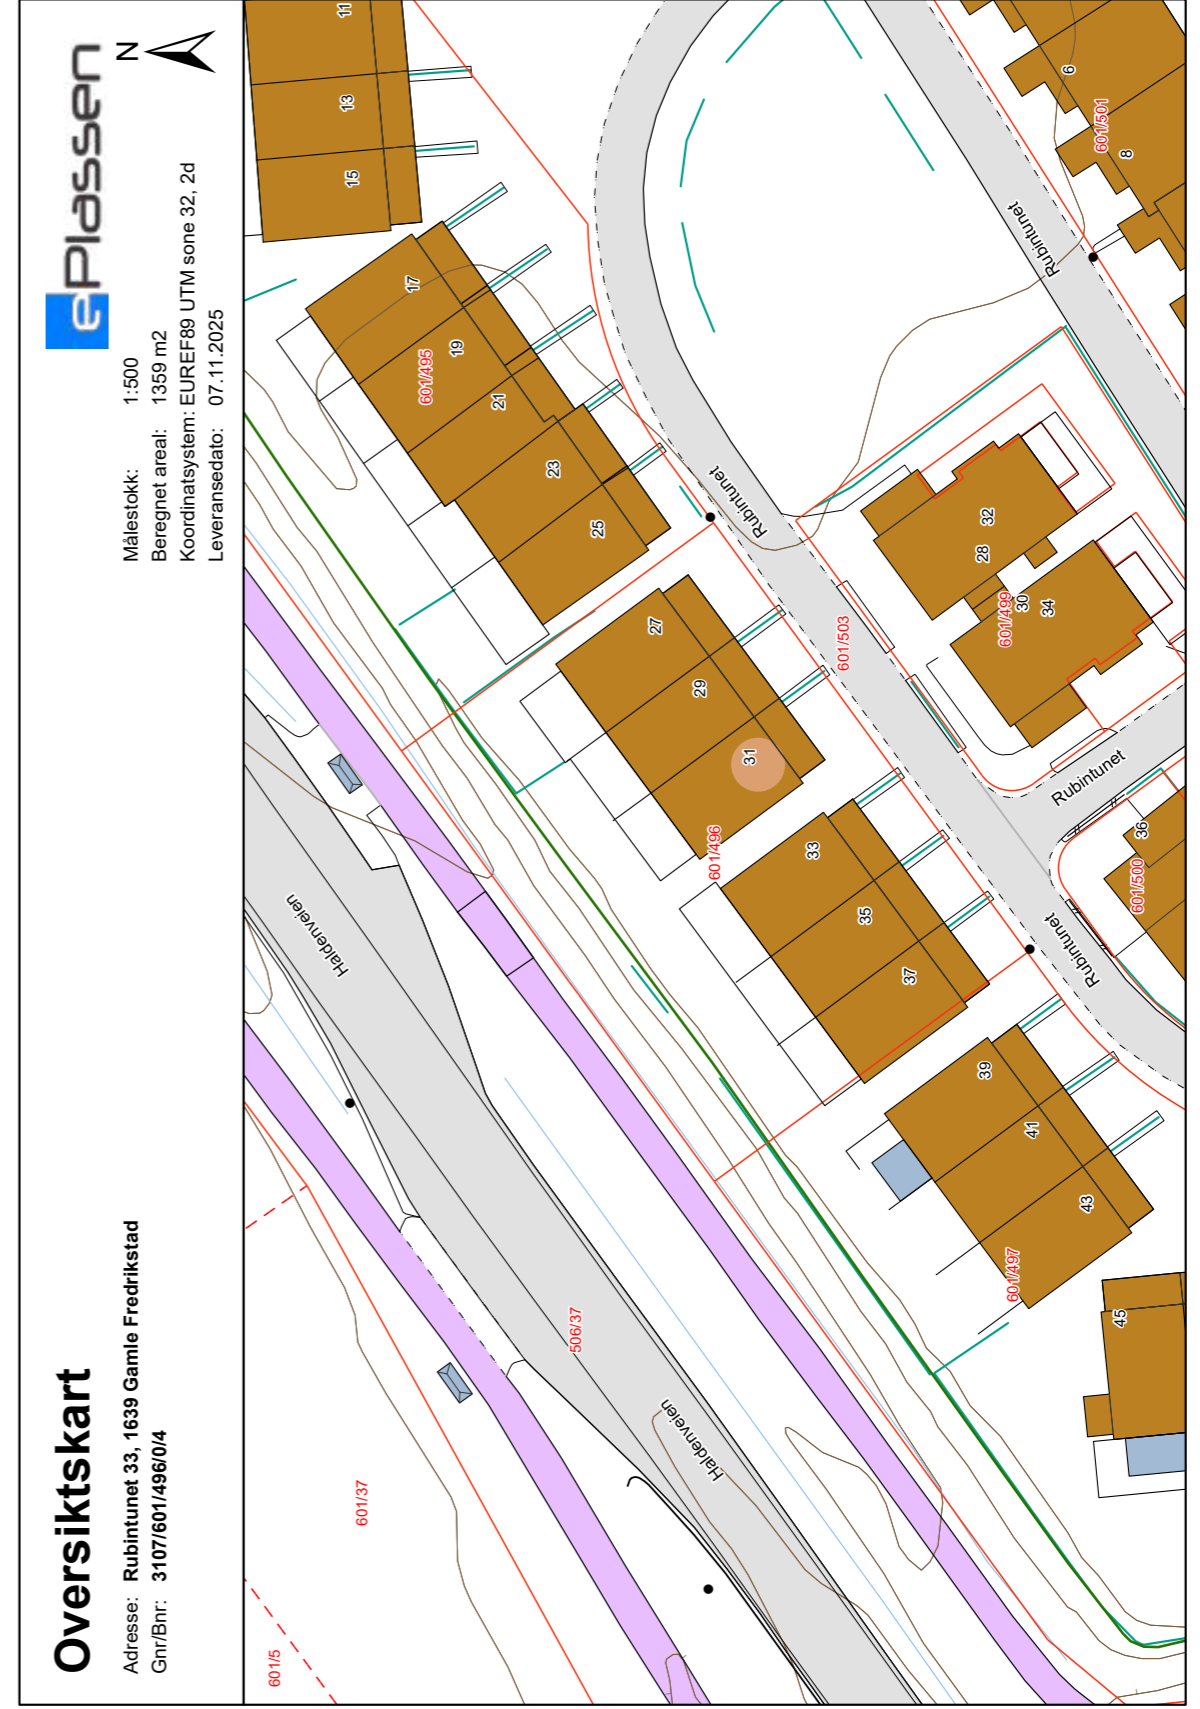 Oversiktskart
Adresse: Rubintunet 33, 1639 Gamle Fredrikstad
Gnr/Bnr: 3107/601/496/0/4
Målestokk: 1:500
Beregnet areal: 1359 m2
Koordinatsystem: EUREF89 UTM sone 32, 2d
Leveransedato: 07.11.2025
ePlassen
N
11
13
15
17
19
601/495
21
23
25
27
29
31
601/496
33
35
37
39
41
43
601/497
45
6
601/501
8
Rubintunet
Rubintunet
601/503
32
28
30
601/499
34
Rubintunet
36
601/500
Rubintunet
Haldenveien
506/37
Haldenveien
601/37
601/5